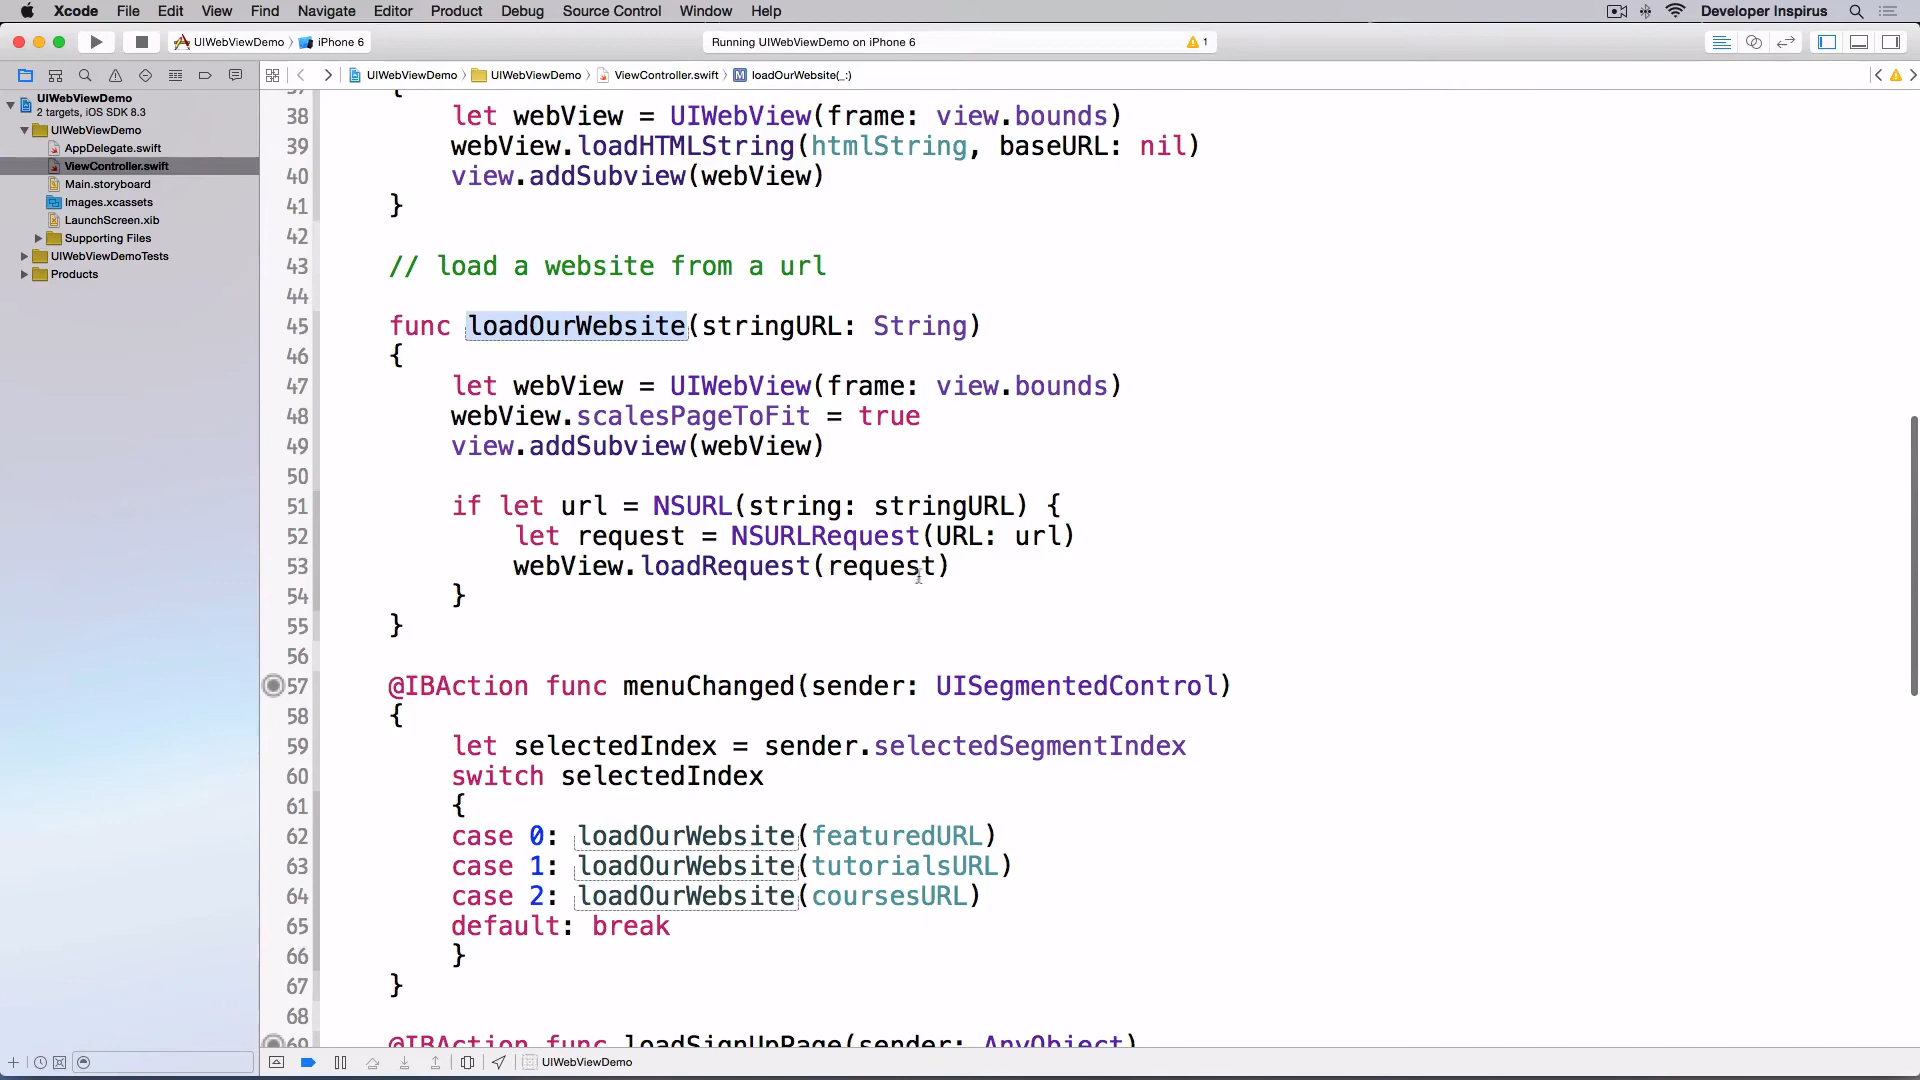 Xcode File Edit View Find Navigate Editor Product Debug Source Control Window Help Developer Inspirus
UIWebViewDemo iPhone 6 Running UIWebViewDemo on iPhone 6 1
UIWebViewDemo UIWebViewDemo ViewController.swift M loadOurWebsite(_:)
UIWebViewDemo
2 targets, iOS SDK 8.3
UIWebViewDemo
AppDelegate.swift
ViewController.swift
Main.storyboard
Images.xcassets
LaunchScreen.xib
Supporting Files
UIWebViewDemoTests
Products
{
38 let webView = UIWebView(frame: view.bounds)
39 webView.loadHTMLString(htmlString, baseURL: nil)
40 view.addSubview(webView)
41 }
42
43 // load a website from a url
44
45 func loadOurWebsite(stringURL: String)
46 {
47 let webView = UIWebView(frame: view.bounds)
48 webView.scalesPageToFit = true
49 view.addSubview(webView)
50
51 if let url = NSURL(string: stringURL) {
52 let request = NSURLRequest(URL: url)
53 webView.loadRequest(request)
54 }
55 }
56
57 @IBAction func menuChanged(sender: UISegmentedControl)
58 {
59 let selectedIndex = sender.selectedSegmentIndex
60 switch selectedIndex
61 {
62 case 0: loadOurWebsite(featuredURL)
63 case 1: loadOurWebsite(tutorialsURL)
64 case 2: loadOurWebsite(coursesURL)
65 default: break
66 }
67 }
68
69 @IBAction func loadSignUpPage(sender: AnyObject)
UIWebViewDemo